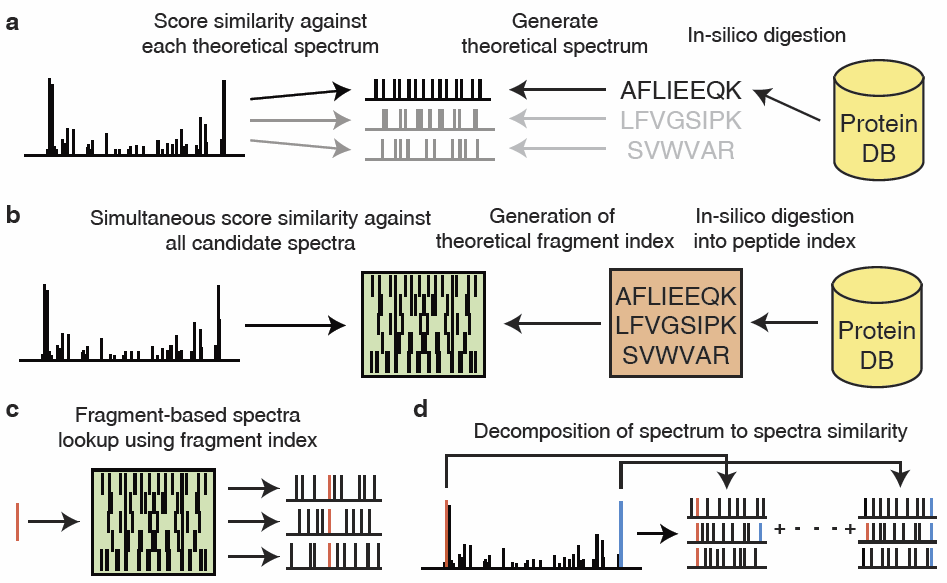 a
Score similarity against
each theoretical spectrum
Generate
theoretical spectrum
In-silico digestion
AFLIEEQK
LFVGSIPK
SVWVAR
Protein
DB
b
Simultaneous score similarity against
all candidate spectra
Generation of
theoretical fragment index
In-silico digestion
into peptide index
AFLIEEQK
LFVGSIPK
SVWVAR
Protein
DB
c
Fragment-based spectra
lookup using fragment index
d
Decomposition of spectrum to spectra similarity
+ - - - +